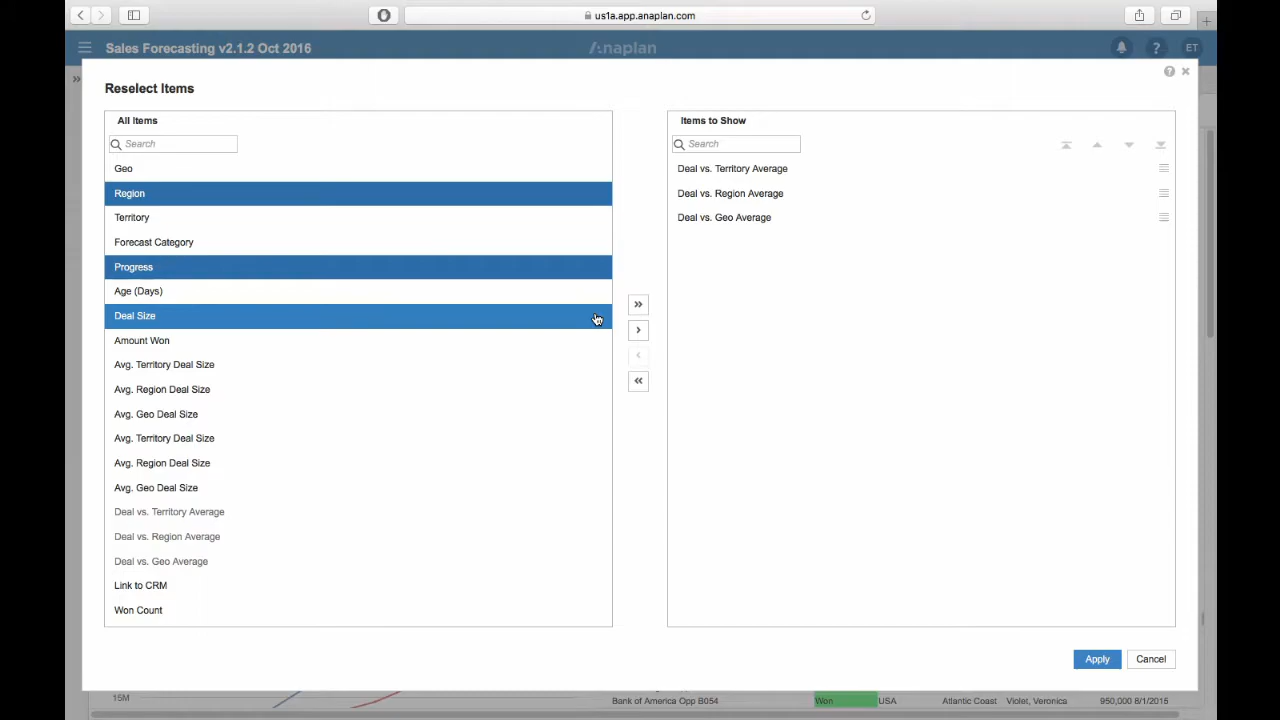 us1a.app.anaplan.com
Sales Forecasting v2.1.2 Oct 2016
Anaplan
?
ET
Reselect Items
All Items
Items to Show
Search
Search
Geo
Region
Territory
Forecast Category
Progress
Age (Days)
Deal Size
Amount Won
Avg. Territory Deal Size
Avg. Region Deal Size
Avg. Geo Deal Size
Avg. Territory Deal Size
Avg. Region Deal Size
Avg. Geo Deal Size
Deal vs. Territory Average
Deal vs. Region Average
Deal vs. Geo Average
Link to CRM
Won Count
Deal vs. Territory Average
Deal vs. Region Average
Deal vs. Geo Average
Apply
Cancel
15M
Bank of America Opp B054 Won USA Atlantic Coast Violet, Veronica 950,000 8/1/2015